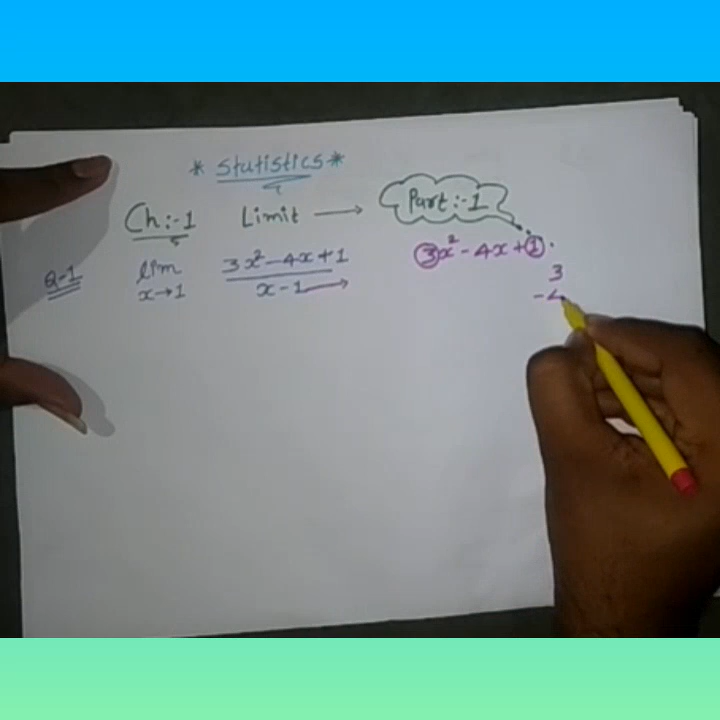 * Statistics *
Ch:-1 Limit → Part:-1
Q-1 lim x→1 3x²-4x+1 / x-1 →
3x²-4x+1.
3
-4